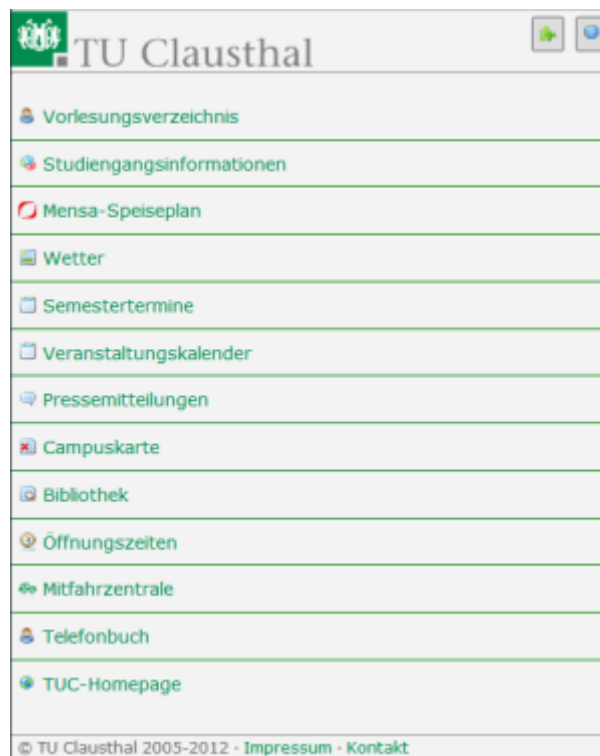 TU Clausthal
Vorlesungsverzeichnis
Studiengangsinformationen
Mensa-Speiseplan
Wetter
Semestertermine
Veranstaltungskalender
Pressemitteilungen
Campuskarte
Bibliothek
Öffnungszeiten
Mitfahrzentrale
Telefonbuch
TUC-Homepage
© TU Clausthal 2005-2012 · Impressum · Kontakt